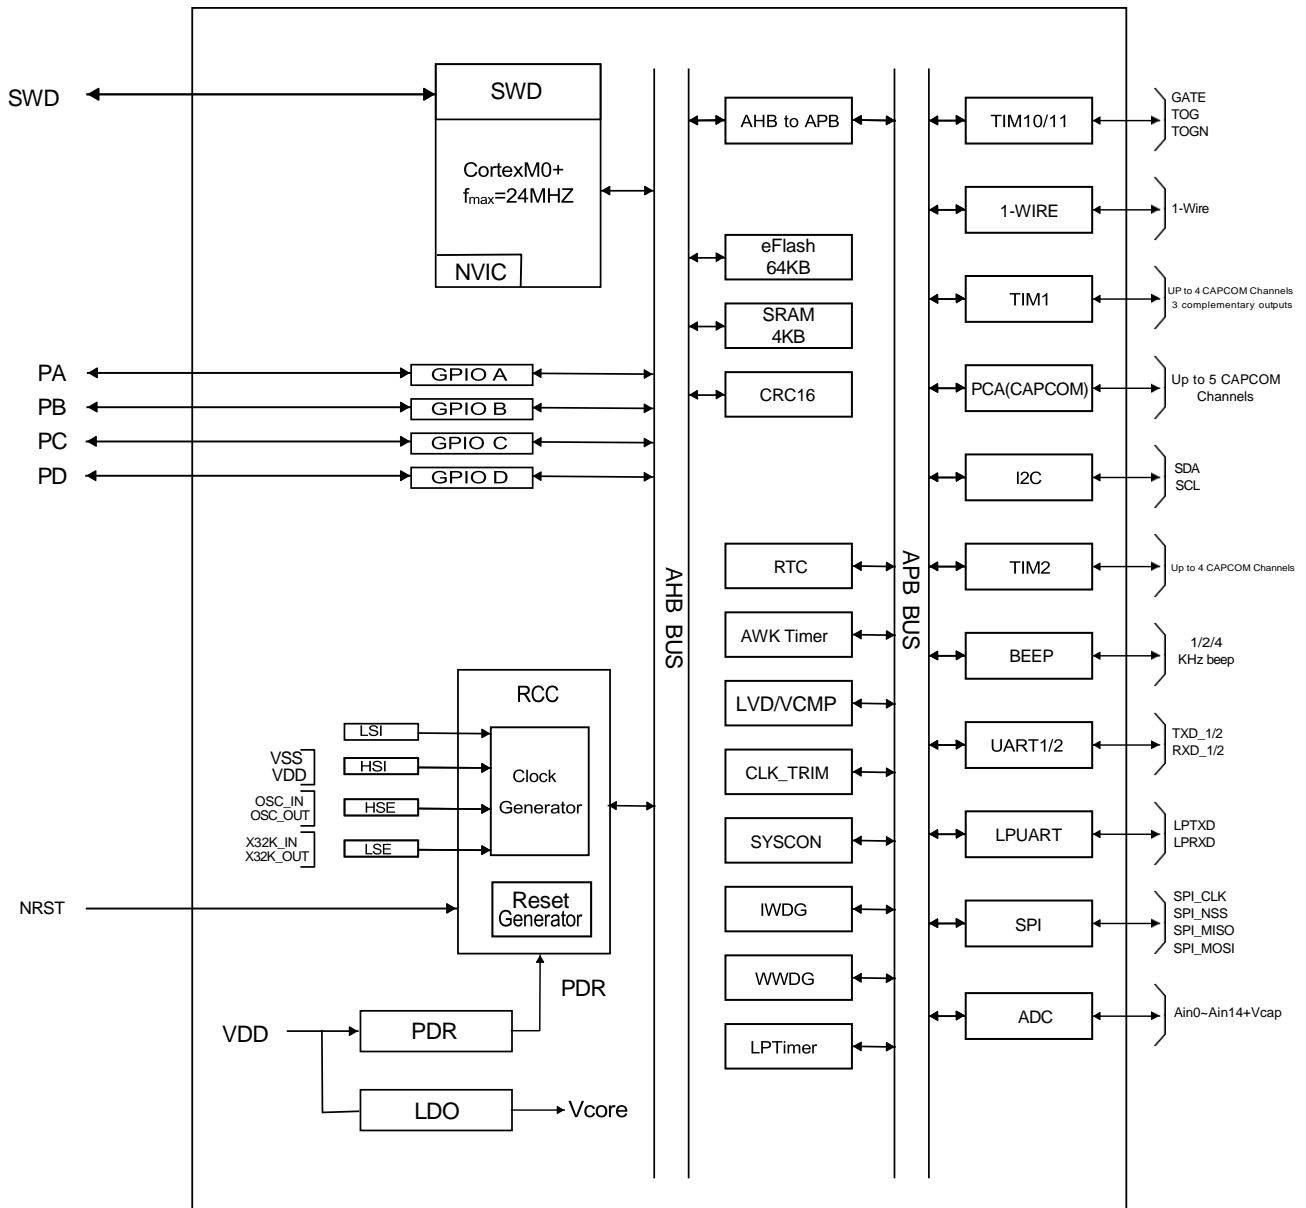 SWD
SWD
CortexM0+
fmax=24MHZ
NVIC
PA
GPIO A
PB
GPIO B
PC
GPIO C
PD
GPIO D
RCC
LSI
VSS
VDD
HSI
OSC_IN
OSC_OUT
HSE
X32K_IN
X32K_OUT
LSE
Clock
Generator
NRST
Reset
Generator
PDR
VDD
PDR
LDO
Vcore
AHB BUS
AHB to APB
eFlash
64KB
SRAM
4KB
CRC16
RTC
AWK Timer
LVD/VCMP
CLK_TRIM
SYSCON
IWDG
WWDG
LPTimer
APB BUS
TIM10/11
GATE
TOG
TOGN
1-WIRE
1-Wire
TIM1
UP to 4 CAPCOM Channels
3 complementary outputs
PCA(CAPCOM)
Up to 5 CAPCOM
Channels
I2C
SDA
SCL
TIM2
Up to 4 CAPCOM Channels
BEEP
1/2/4
KHz beep
UART1/2
TXD_1/2
RXD_1/2
LPUART
LPTXD
LPRXD
SPI
SPI_CLK
SPI_NSS
SPI_MISO
SPI_MOSI
ADC
Ain0~Ain14+Vcap